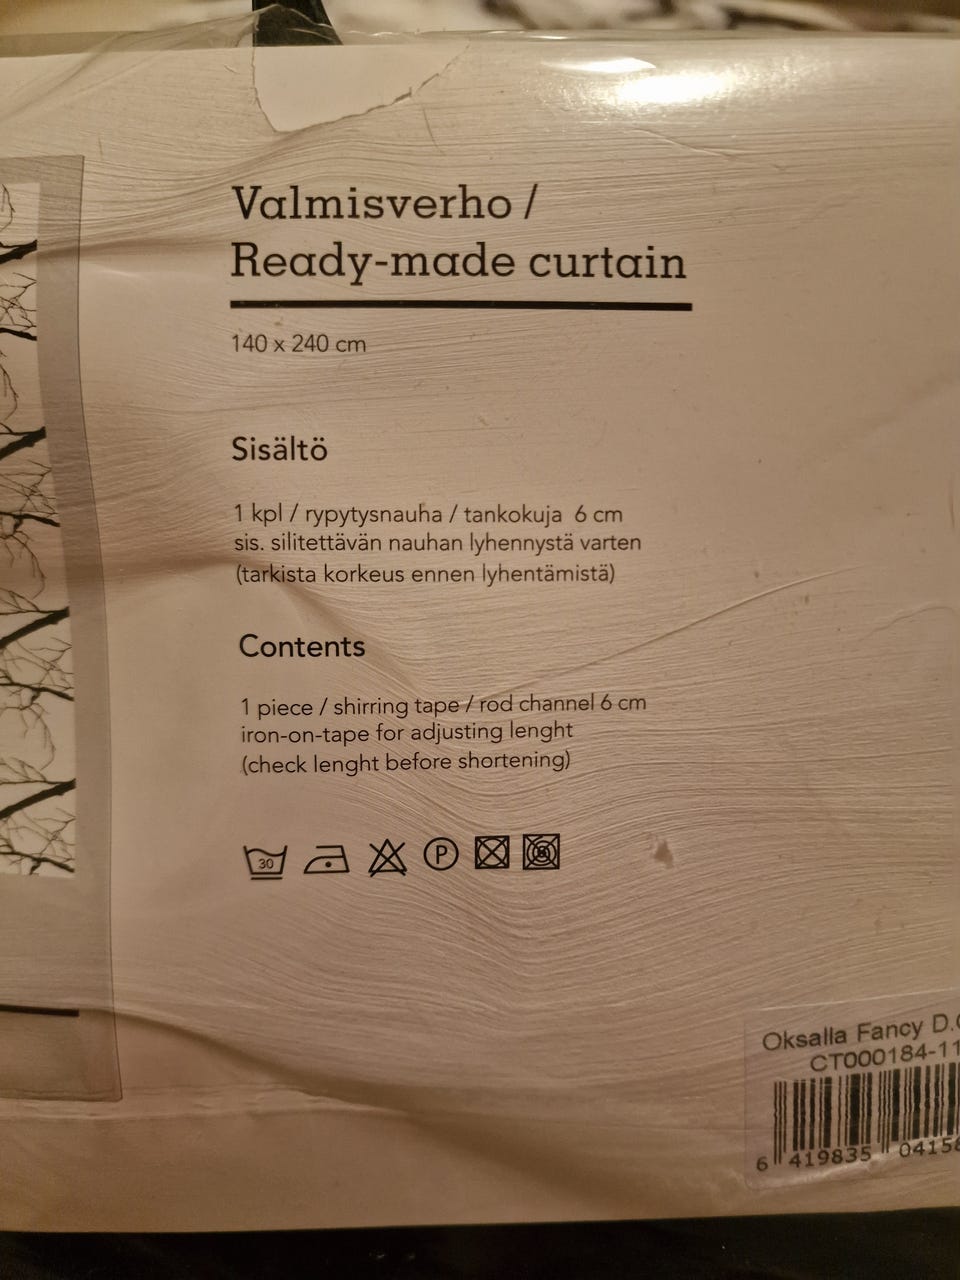 Valmisverho /
Ready-made curtain
140 x 240 cm
Sisältö
1 kpl / rypytysnauha / tankokuja 6 cm
sis. silitettävän nauhan lyhennystä varten
(tarkista korkeus ennen lyhentämistä)
Contents
1 piece / shirring tape / rod channel 6 cm
iron-on-tape for adjusting lenght
(check lenght before shortening)
30 P
Oksalla Fancy
CT000184-11
6 419835